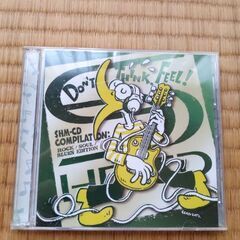 DON'T
THINK.FEEL!
SHM-CD
COMPILATION:
ROCK/SOUL/
BLUES EDITION